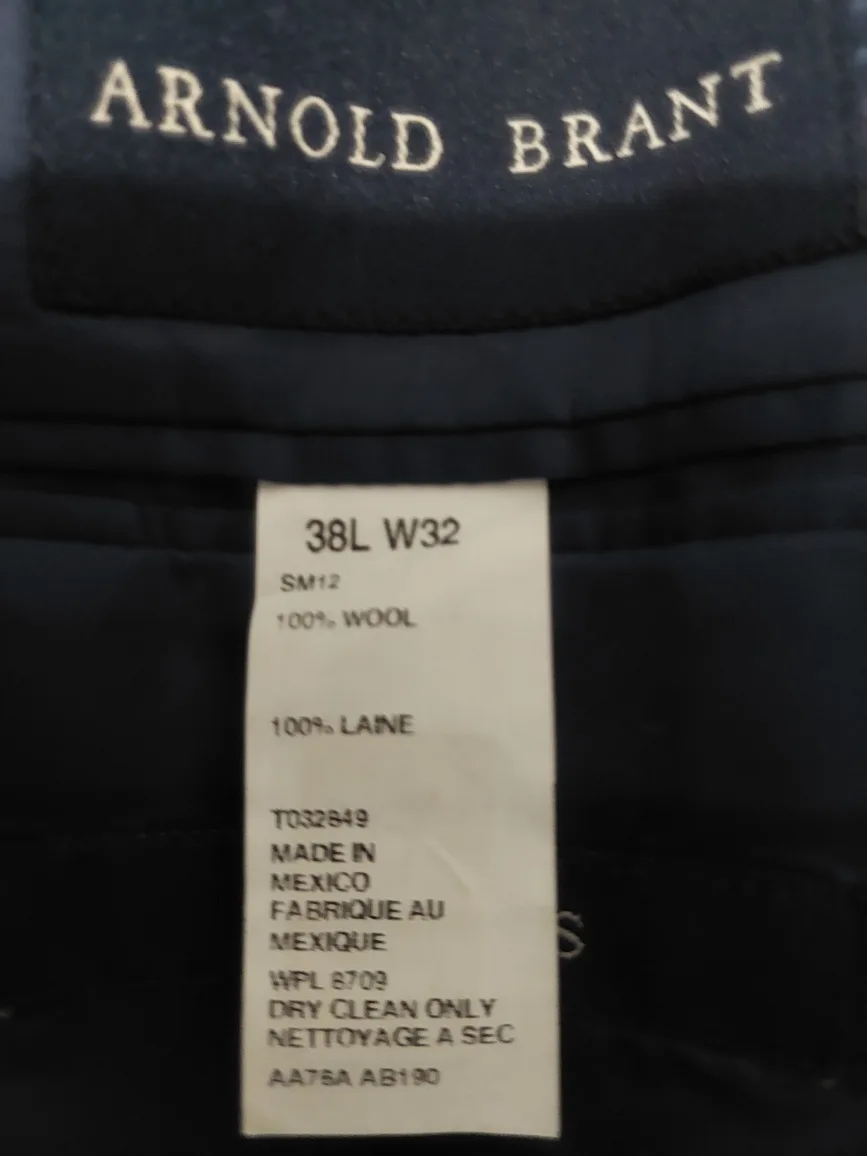 ARNOLD BRANT
38L W32
SM12
100% WOOL
100% LAINE
T032849
MADE IN
MEXICO
FABRIQUE AU
MEXIQUE
WPL 6709
DRY CLEAN ONLY
NETTOYAGE A SEC
AA76A AB190
S